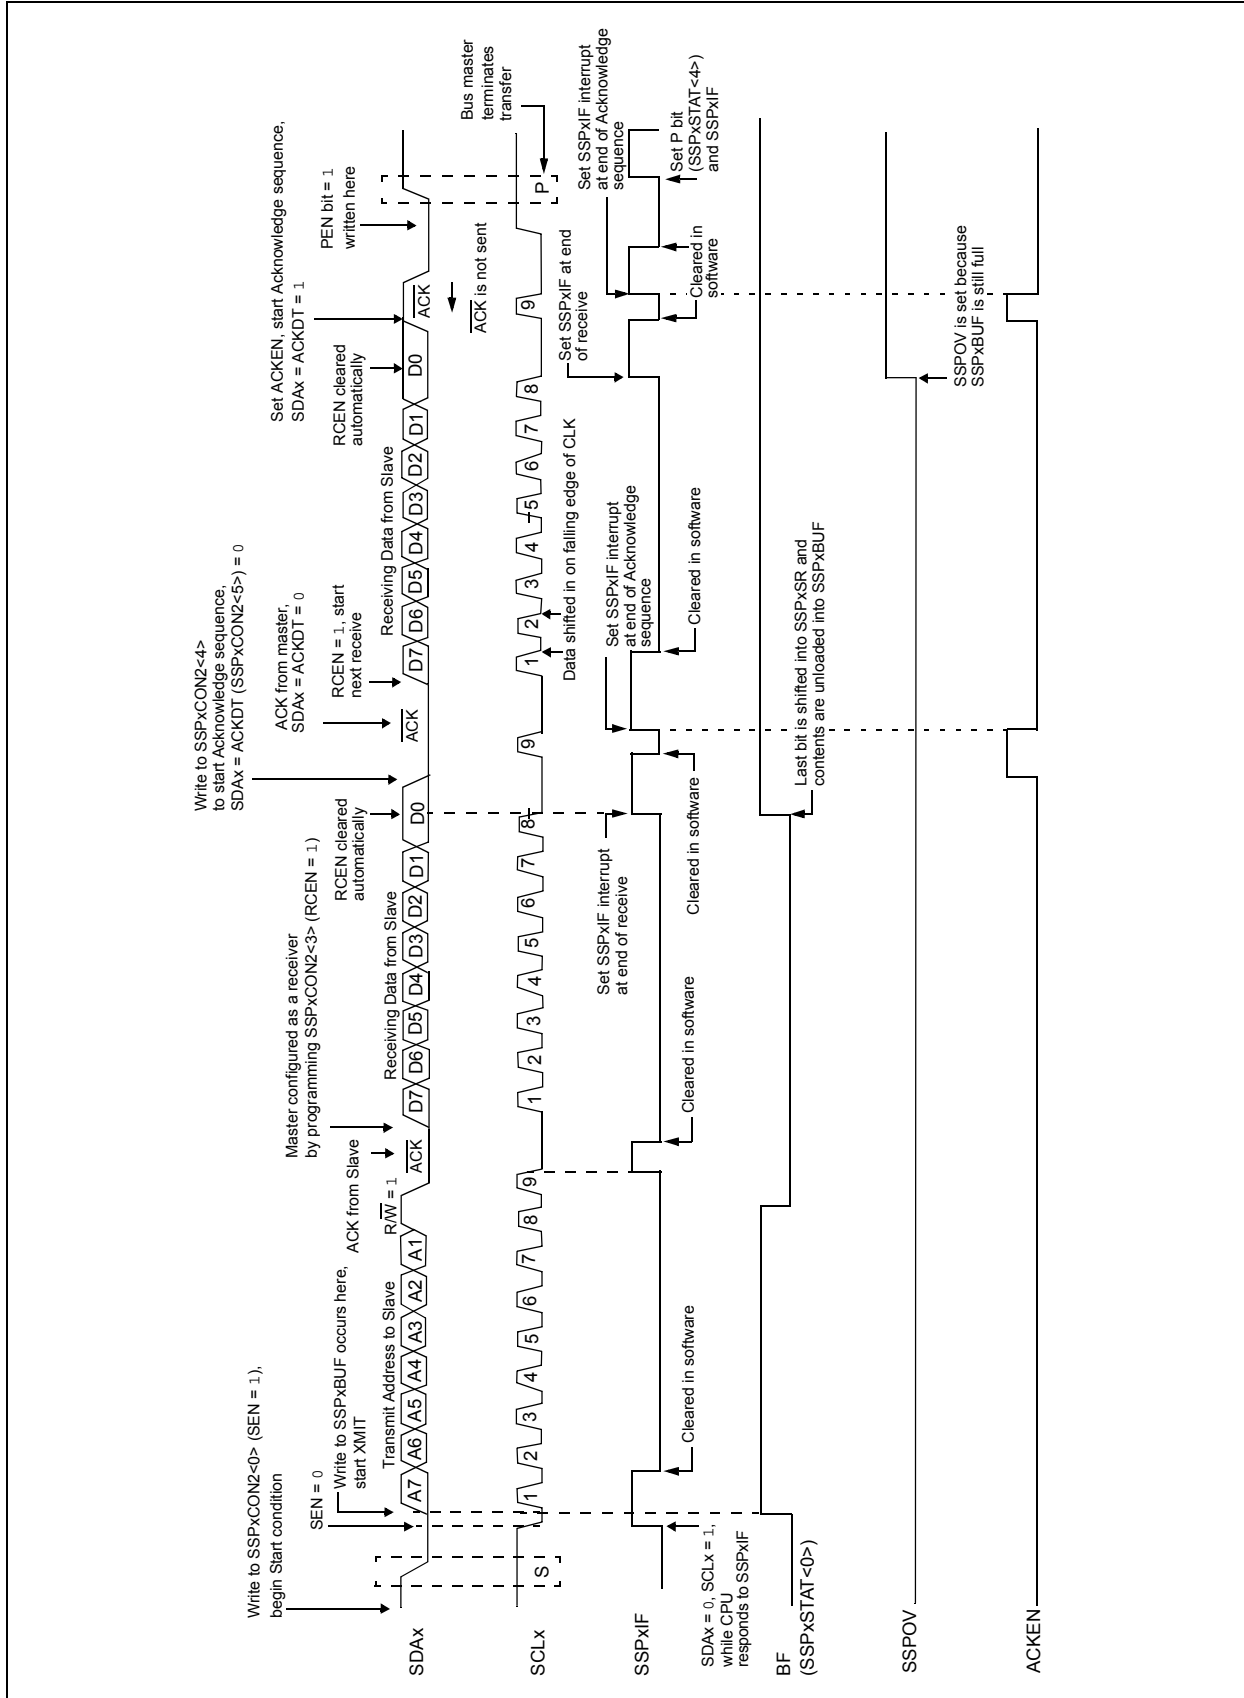 Write to SSPxCON2<0> (SEN = 1),
begin Start condition
SEN = 0
Write to SSPxBUF occurs here,
start XMIT
Transmit Address to Slave
R/W = 1
ACK from Slave
Master configured as a receiver
by programming SSPxCON2<3> (RCEN = 1)
Receiving Data from Slave
RCEN cleared
automatically
Write to SSPxCON2<4>
to start Acknowledge sequence,
SDAx = ACKDT (SSPxCON2<5>) = 0
ACK from master,
SDAx = ACKDT = 0
RCEN = 1, start
next receive
Receiving Data from Slave
RCEN cleared
automatically
Set ACKEN, start Acknowledge sequence,
SDAx = ACKDT = 1
PEN bit = 1
written here
SDAx
A7 A6 A5 A4 A3 A2 A1 ACK D7 D6 D5 D4 D3 D2 D1 D0 ACK D7 D6 D5 D4 D3 D2 D1 D0 ACK
ACK is not sent
Bus master
terminates
transfer
SCLx
S 1 2 3 4 5 6 7 8 9 1 2 3 4 5 6 7 8 9 1 2 3 4 5 6 7 8 9 P
Data shifted in on falling edge of CLK
Set SSPxIF interrupt
at end of receive
Set SSPxIF interrupt
at end of Acknowledge
sequence
Set SSPxIF at end
of receive
Set SSPxIF interrupt
at end of Acknowledge
sequence
SSPxIF
Set P bit
(SSPxSTAT<4>)
and SSPxIF
SDAx = 0, SCLx = 1,
while CPU
responds to SSPxIF
Cleared in software
Cleared in software
Cleared in software
Cleared in software
Cleared in
software
BF
(SSPxSTAT<0>)
Last bit is shifted into SSPxSR and
contents are unloaded into SSPxBUF
SSPOV
SSPOV is set because
SSPxBUF is still full
ACKEN